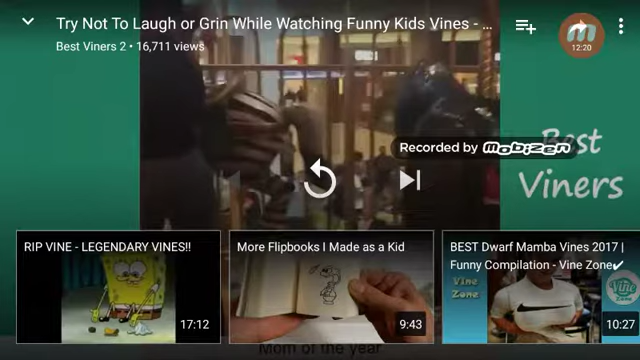 Try Not To Laugh or Grin While Watching Funny Kids Vines - ...
Best Viners 2 • 16,711 views
12:20
Recorded by
mobizen
Best
Viners
RIP VINE - LEGENDARY VINES!!
17:12
More Flipbooks I Made as a Kid
9:43
BEST Dwarf Mamba Vines 2017 |
Funny Compilation - Vine Zone✔
Vine
Zone
Vine
Zone
10:27
Mom of the year